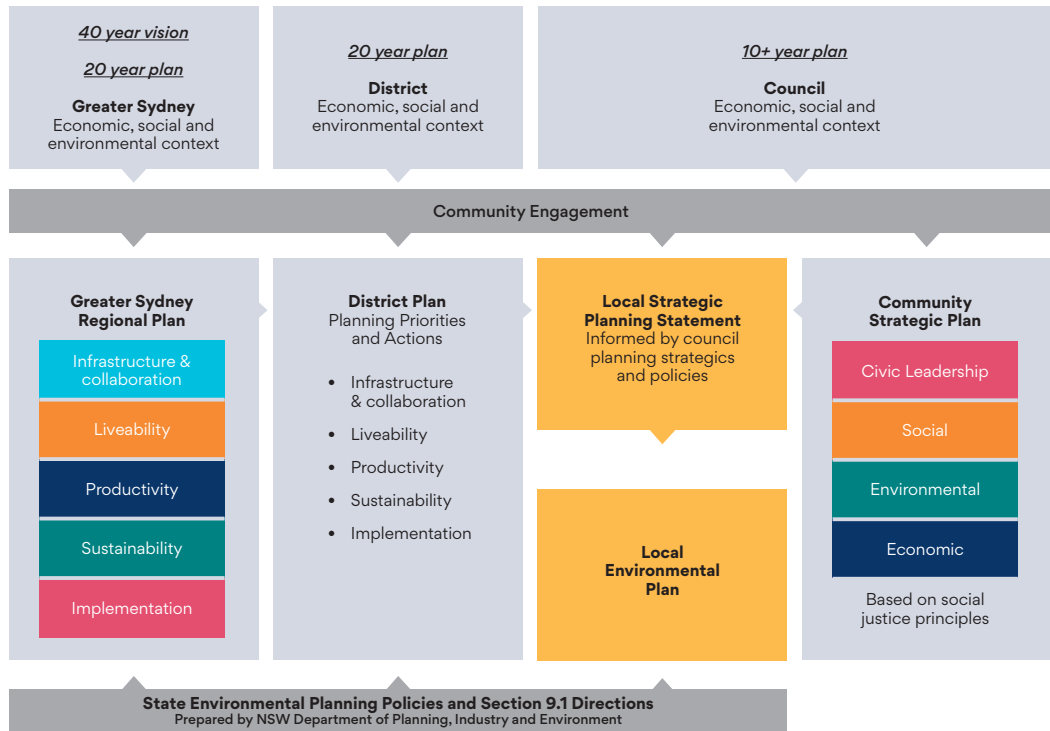 40 year vision
20 year plan
Greater Sydney
Economic, social and
environmental context
20 year plan
District
Economic, social and
environmental context
10+ year plan
Council
Economic, social and
environmental context
Community Engagement
Greater Sydney
Regional Plan
Infrastructure &
collaboration
Liveability
Productivity
Sustainability
Implementation
District Plan
Planning Priorities
and Actions
• Infrastructure
& collaboration
• Liveability
• Productivity
• Sustainability
• Implementation
Local Strategic
Planning Statement
Informed by council
planning strategics
and policies
Local
Environmental
Plan
Community
Strategic Plan
Civic Leadership
Social
Environmental
Economic
Based on social
justice principles
State Environmental Planning Policies and Section 9.1 Directions
Prepared by NSW Department of Planning, Industry and Environment